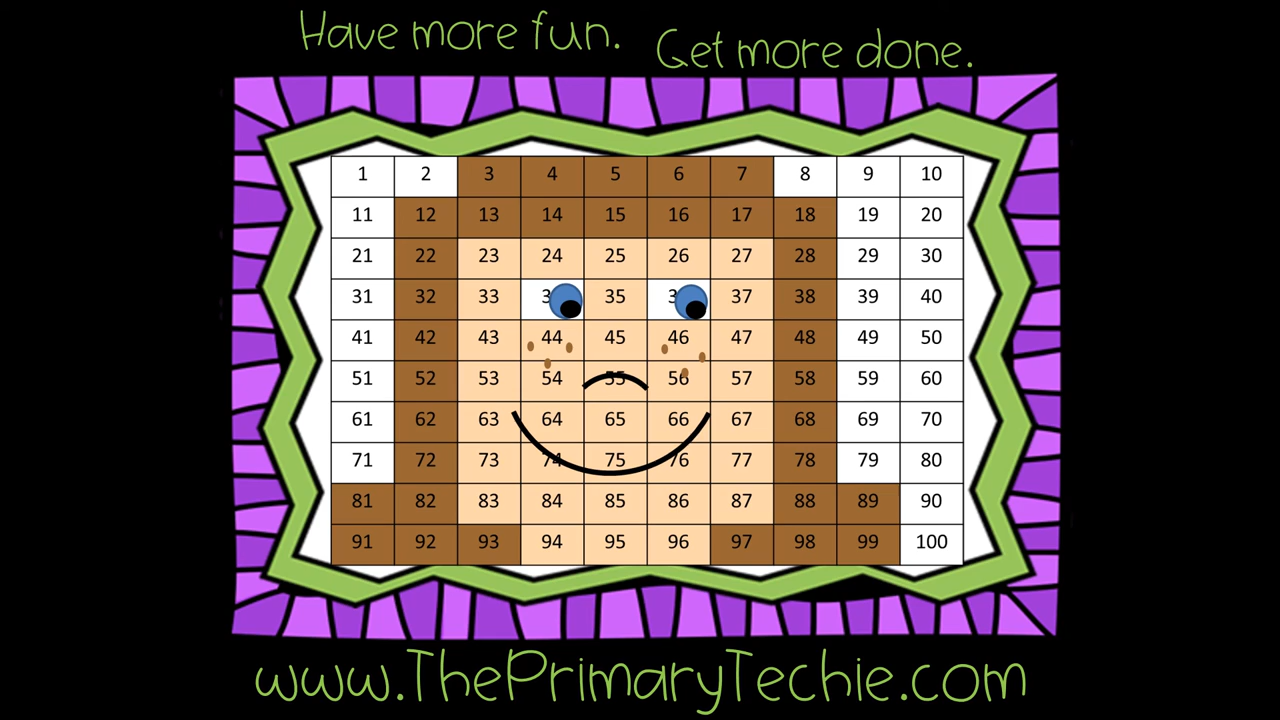 Have more fun. Get more done.
1 2 3 4 5 6 7 8 9 10
11 12 13 14 15 16 17 18 19 20
21 22 23 24 25 26 27 28 29 30
31 32 33 3 35 3 37 38 39 40
41 42 43 44 45 46 47 48 49 50
51 52 53 54 55 56 57 58 59 60
61 62 63 64 65 66 67 68 69 70
71 72 73 74 75 76 77 78 79 80
81 82 83 84 85 86 87 88 89 90
91 92 93 94 95 96 97 98 99 100
www.ThePrimaryTechie.com